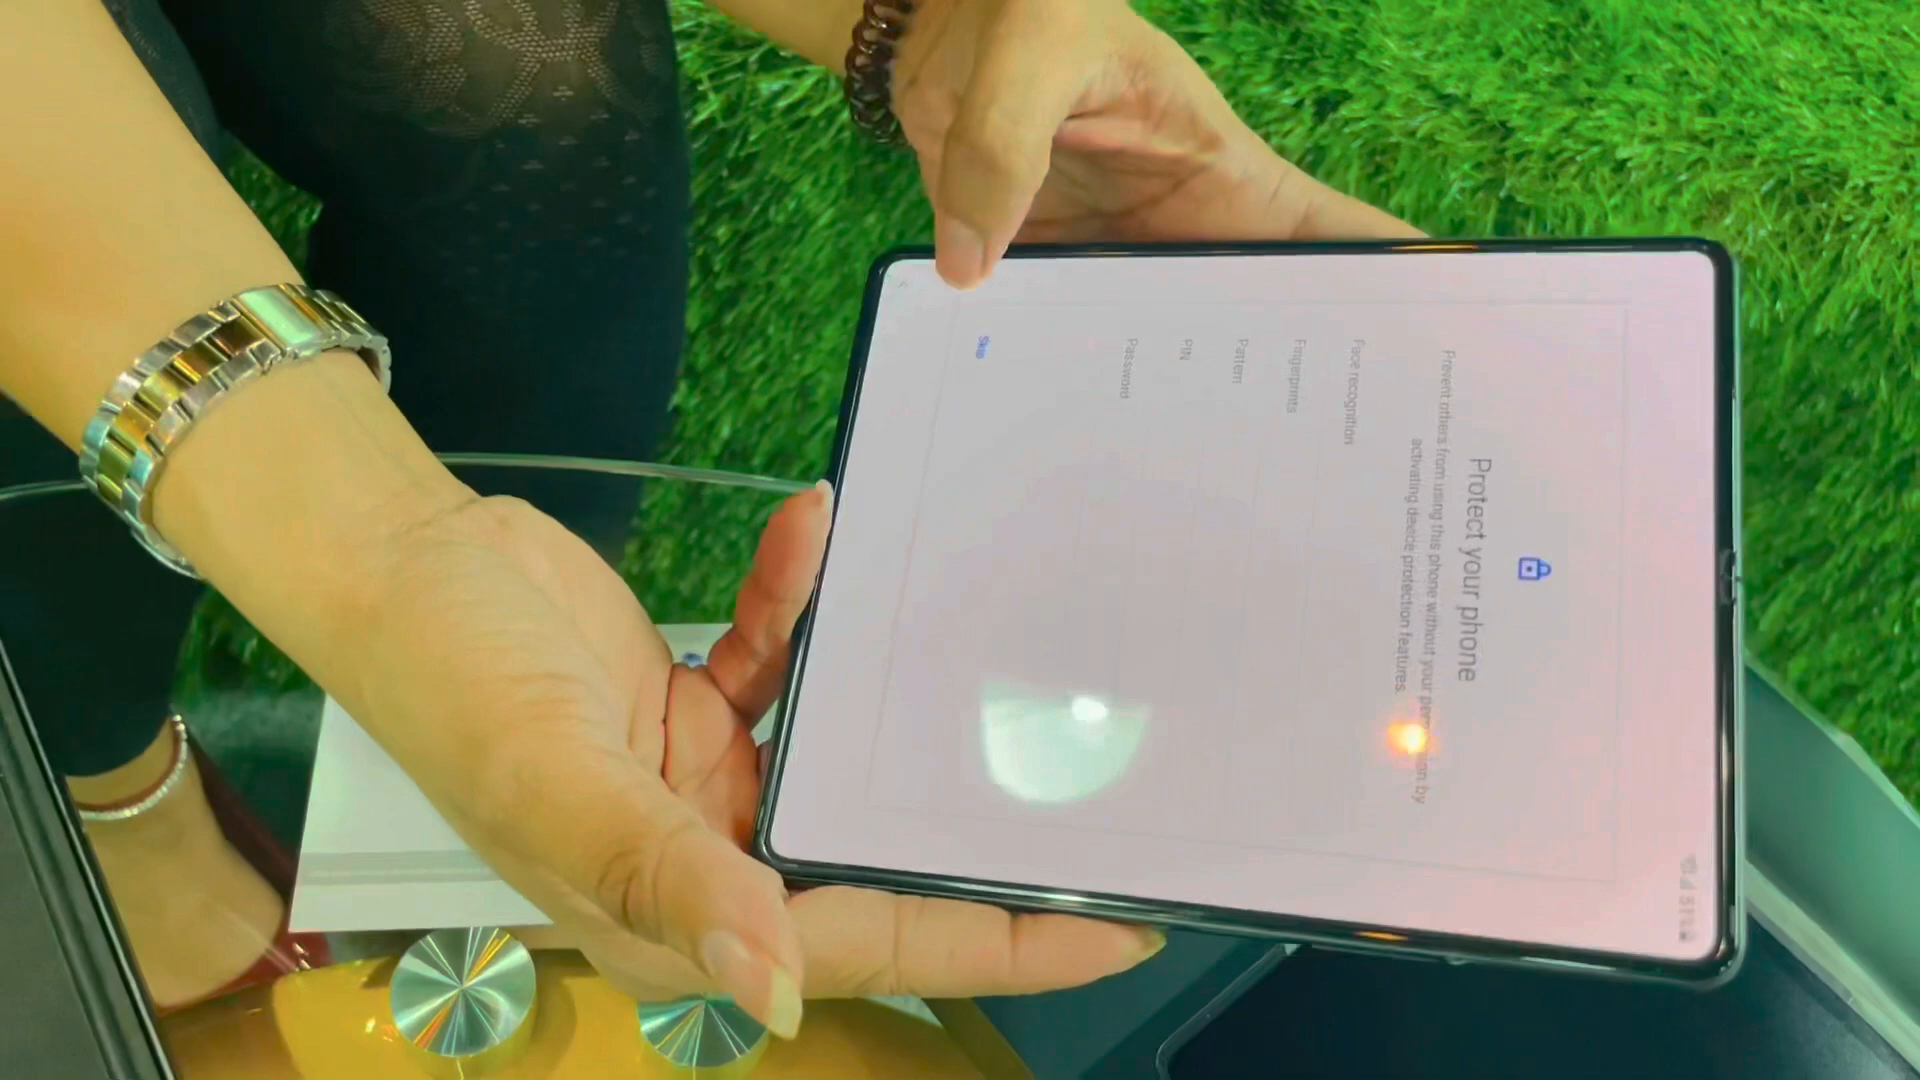 Protect your phone
Prevent others from using this phone without your by
activating device protection features.
Face recognition
Fingerprints
Pattern
PIN
Password
Skip